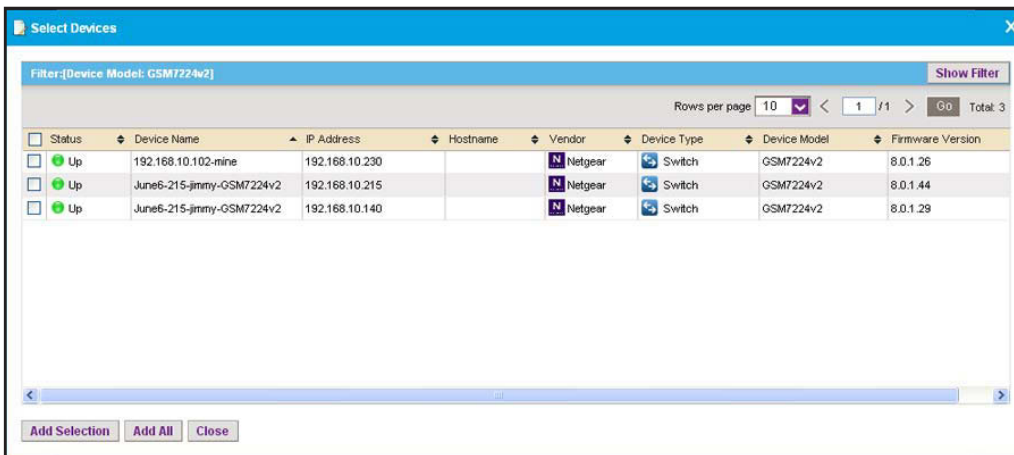 Select Devices X
Filter:[Device Model: GSM7224v2] Show Filter
Rows per page 10 < 1 /1 > Go Total: 3
Status Device Name IP Address Hostname Vendor Device Type Device Model Firmware Version
Up 192.168.10.102-mine 192.168.10.230 N Netgear Switch GSM7224v2 8.0.1.26
Up June6-215-jimmy-GSM7224v2 192.168.10.215 N Netgear Switch GSM7224v2 8.0.1.44
Up June6-215-jimmy-GSM7224v2 192.168.10.140 N Netgear Switch GSM7224v2 8.0.1.29
Add Selection Add All Close